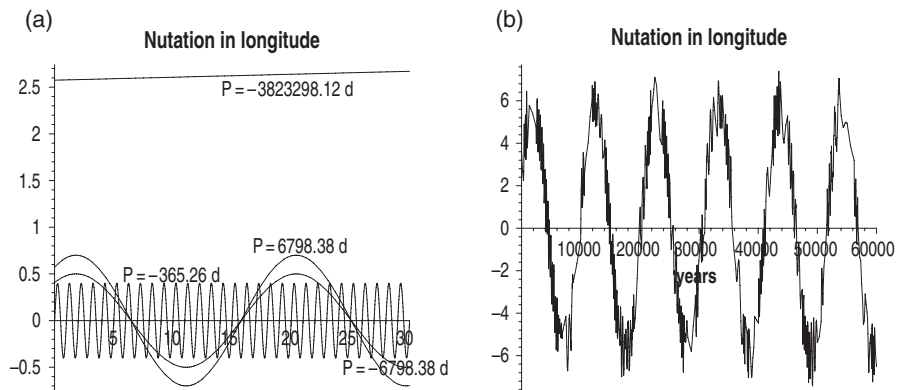 (a)
Nutation in longitude
2.5
P = −3823298.12 d
2
1.5
1
P = 6798.38 d
0.5
P = −365.26 d
0
5
10
15
20
25
30
−0.5
P = −6798.38 d
(b)
Nutation in longitude
6
4
2
0
10000
20000
30000
40000
50000
60000
years
−2
−4
−6